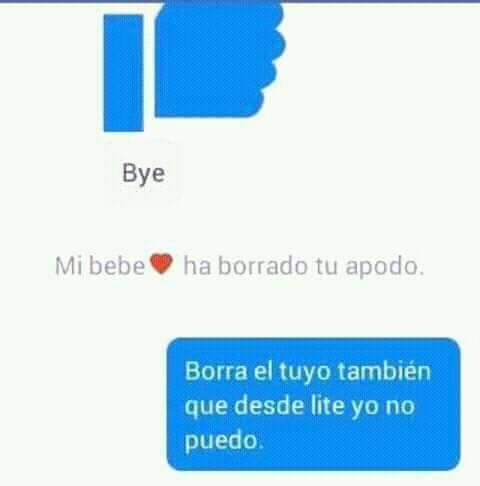 Bye
Mi bebe❤ ha borrado tu apodo.
Borra el tuyo también
que desde lite yo no
puedo.